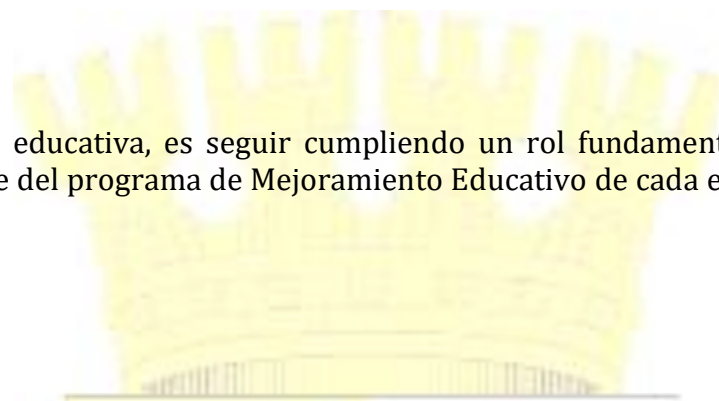 educativa, es seguir cumpliendo un rol fundament
e del programa de Mejoramiento Educativo de cada e